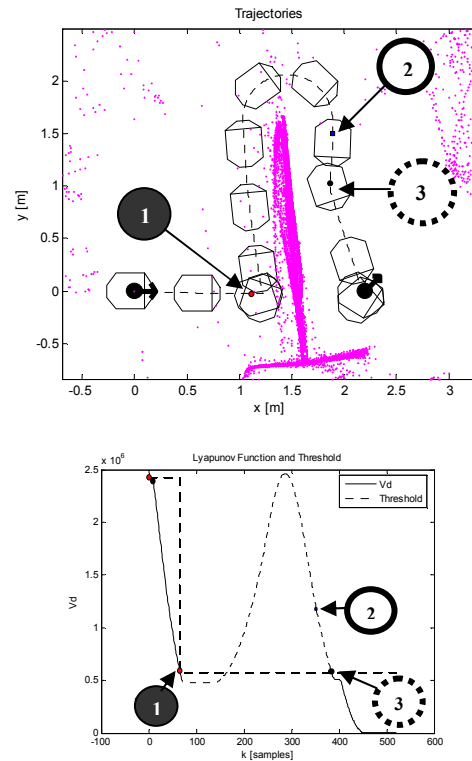 Trajectories
2
1.5
1
0.5
0
-0.5
y [m]
-0.5 0 0.5 1 1.5 2 2.5 3
x [m]
1
2
3
Lyapunov Function and Threshold
x 10^6
2.5
2
1.5
1
0.5
0
Vd
-100 0 100 200 300 400 500 600
k [samples]
Vd
Threshold
2
1
3